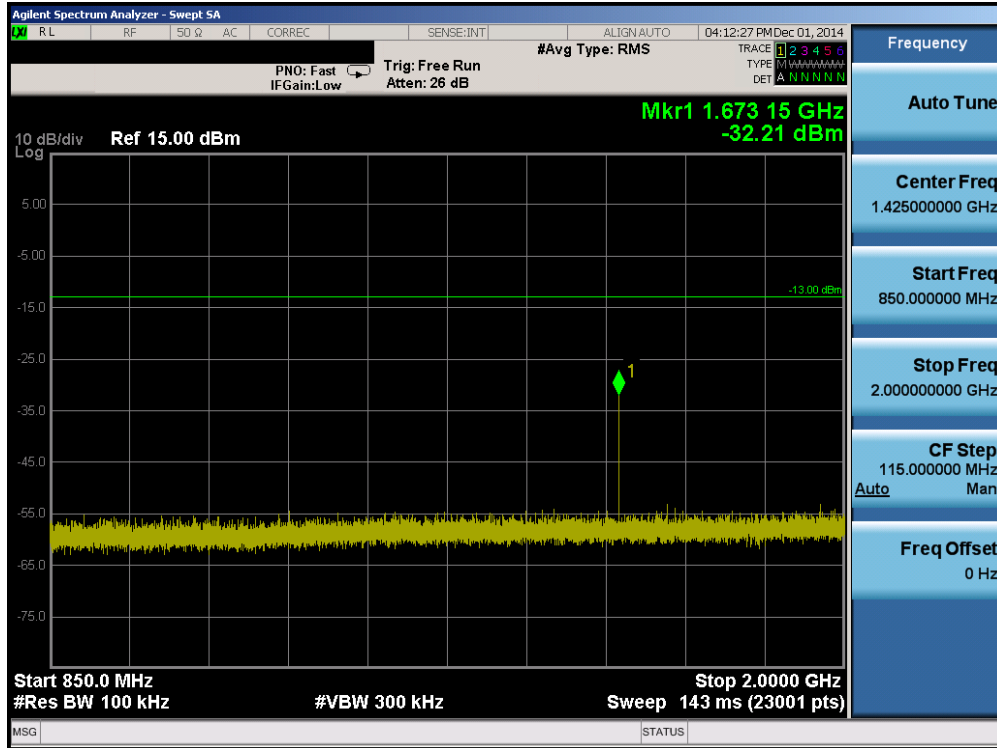 Agilent Spectrum Analyzer - Swept SA
LXI RL RF 50 Ω AC CORREC SENSE:INT ALIGN AUTO 04:12:27 PM Dec 01, 2014
#Avg Type: RMS TRACE 1 2 3 4 5 6
PNO: Fast Trig: Free Run TYPE M WWWWW
IFGain:Low Atten: 26 dB DET A N N N N N
Frequency
Auto Tune
Mkr1 1.673 15 GHz
-32.21 dBm
10 dB/div Ref 15.00 dBm
Log
5.00
-5.00
-13.00 dBm
-15.0
-25.0
1
-35.0
-45.0
-55.0
-65.0
-75.0
Center Freq
1.425000000 GHz
Start Freq
850.000000 MHz
Stop Freq
2.000000000 GHz
CF Step
115.000000 MHz
Auto Man
Freq Offset
0 Hz
Start 850.0 MHz Stop 2.0000 GHz
#Res BW 100 kHz #VBW 300 kHz Sweep 143 ms (23001 pts)
MSG STATUS